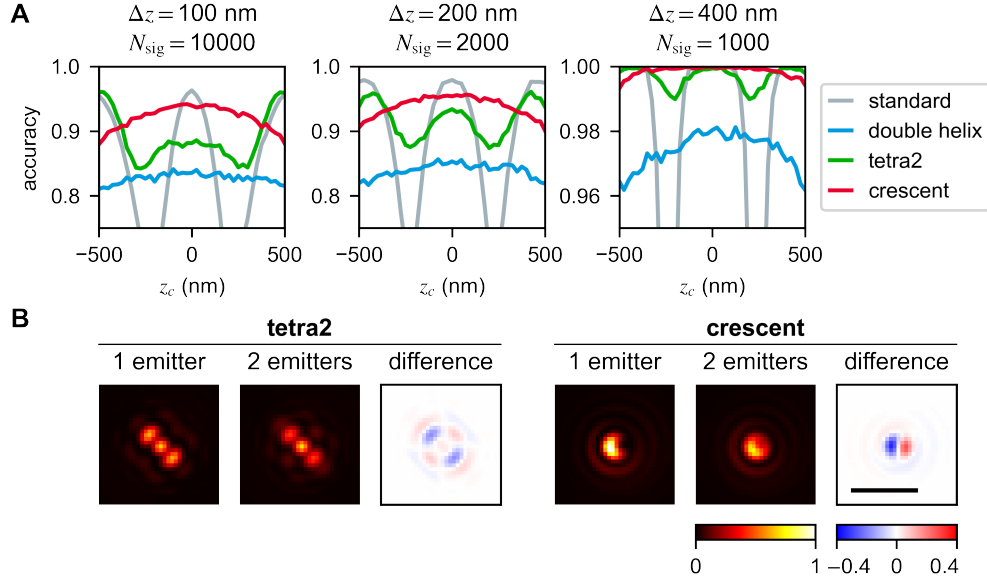 A
Δz = 100 nm
N_sig = 10000
Δz = 200 nm
N_sig = 2000
Δz = 400 nm
N_sig = 1000
accuracy
1.0
0.9
0.8
−500
0
500
z_c (nm)
1.0
0.9
0.8
−500
0
500
z_c (nm)
1.00
0.98
0.96
−500
0
500
z_c (nm)
standard
double helix
tetra2
crescent
B
tetra2
1 emitter
2 emitters
difference
crescent
1 emitter
2 emitters
difference
0
1
−0.4
0
0.4